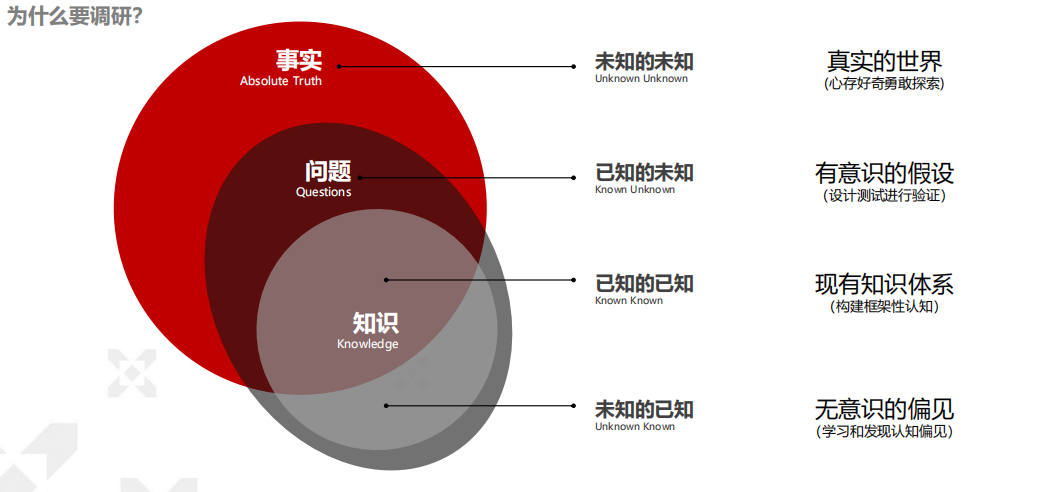 为什么要调研?
事实
Absolute Truth
未知的未知
Unknown Unknown
真实的世界
(心存好奇勇敢探索)
问题
Questions
已知的未知
Known Unknown
有意识的假设
(设计测试进行验证)
已知的已知
Known Known
现有知识体系
(构建框架性认知)
知识
Knowledge
未知的已知
Unknown Known
无意识的偏见
(学习和发现认知偏见)